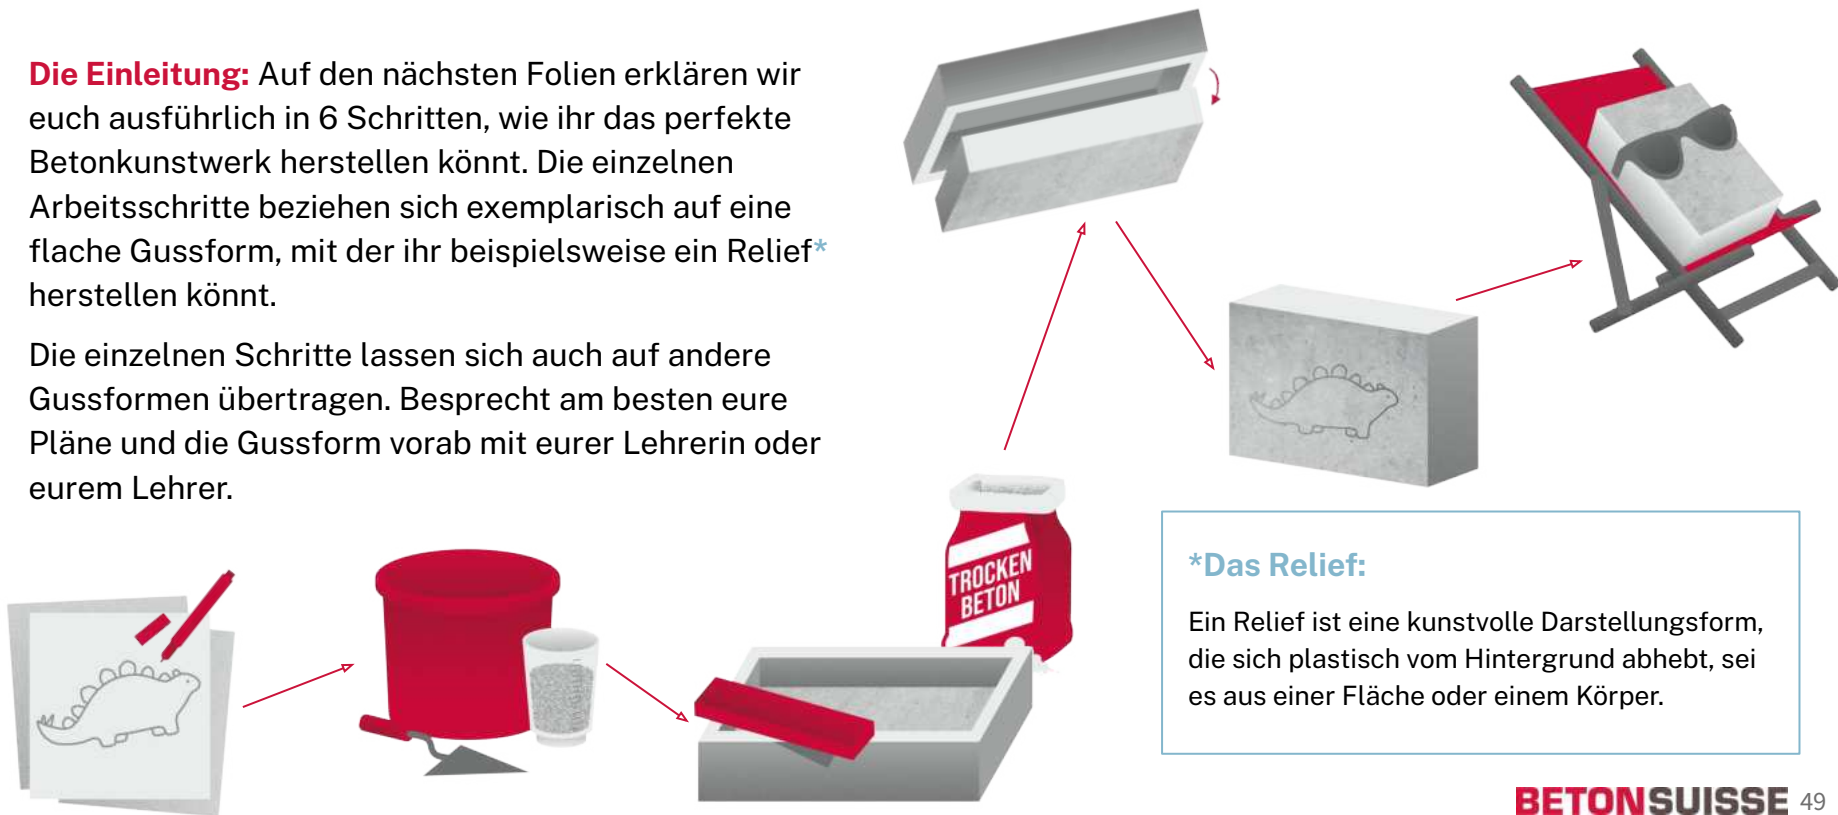 Die Einleitung: Auf den nächsten Folien erklären wir
euch ausführlich in 6 Schritten, wie ihr das perfekte
Betonkunstwerk herstellen könnt. Die einzelnen
Arbeitsschritte beziehen sich exemplarisch auf eine
flache Gussform, mit der ihr beispielsweise ein Relief*
herstellen könnt.
Die einzelnen Schritte lassen sich auch auf andere
Gussformen übertragen. Besprecht am besten eure
Pläne und die Gussform vorab mit eurer Lehrerin oder
eurem Lehrer.
TROCKEN
BETON
*Das Relief:
Ein Relief ist eine kunstvolle Darstellungsform,
die sich plastisch vom Hintergrund abhebt, sei
es aus einer Fläche oder einem Körper.
BETONSUISSE 49